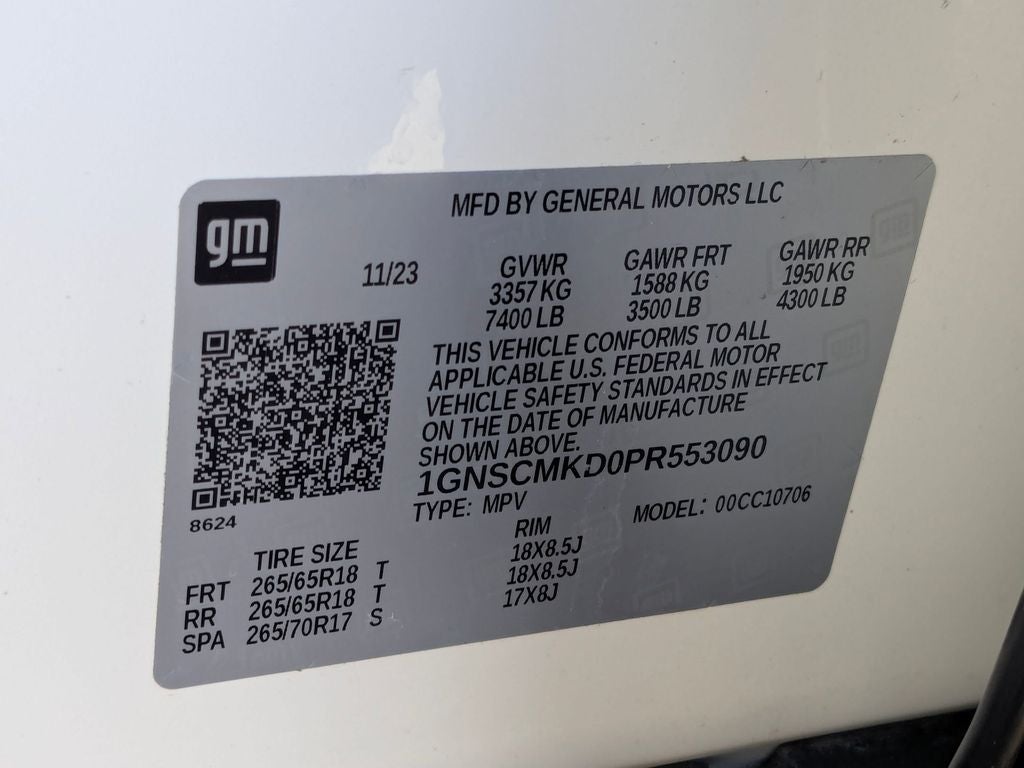 gm
MFD BY GENERAL MOTORS LLC
11/23
GVWR GAWR FRT GAWR RR
3357 KG 1588 KG 1950 KG
7400 LB 3500 LB 4300 LB
THIS VEHICLE CONFORMS TO ALL
APPLICABLE U.S. FEDERAL MOTOR
VEHICLE SAFETY STANDARDS IN EFFECT
ON THE DATE OF MANUFACTURE
SHOWN ABOVE.
1GNSCMKD0PR553090
TYPE: MPV MODEL: 00CC10706
8624
TIRE SIZE RIM
FRT 265/65R18 T 18X8.5J
RR 265/65R18 T 18X8.5J
SPA 265/70R17 S 17X8J